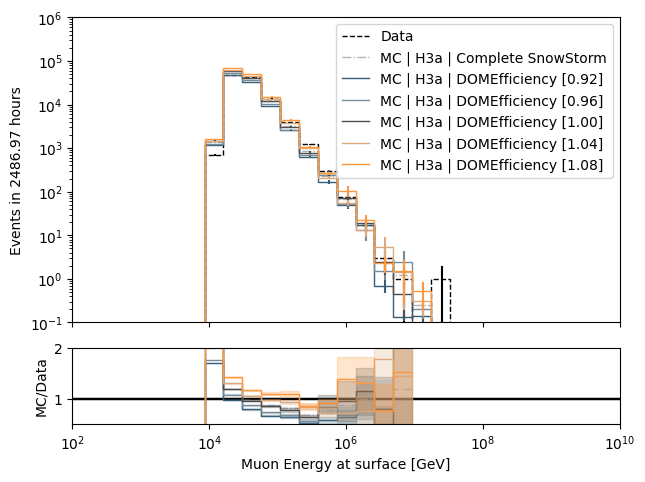 10^6
10^5
10^4
10^3
10^2
10^1
10^0
10^-1
Events in 2486.97 hours
Data
MC | H3a | Complete SnowStorm
MC | H3a | DOMEfficiency [0.92]
MC | H3a | DOMEfficiency [0.96]
MC | H3a | DOMEfficiency [1.00]
MC | H3a | DOMEfficiency [1.04]
MC | H3a | DOMEfficiency [1.08]
2
1
MC/Data
10^2 10^4 10^6 10^8 10^10
Muon Energy at surface [GeV]